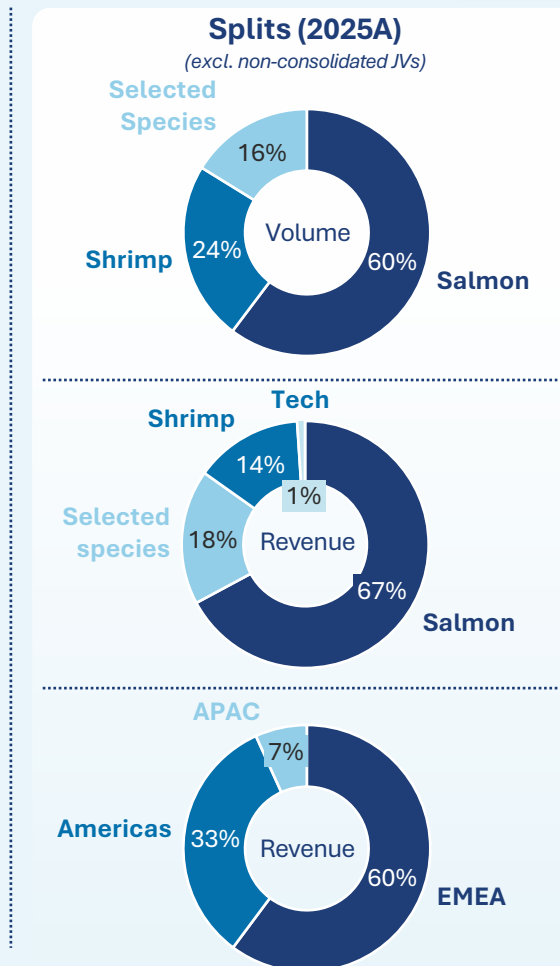 Splits (2025A)
(excl. non-consolidated JVs)
Selected
Species
16%
Volume
24%
Shrimp
60%
Salmon
Tech
Shrimp
14%
1%
Selected
species
18%
Revenue
67%
Salmon
APAC
7%
Americas
33%
Revenue
60%
EMEA